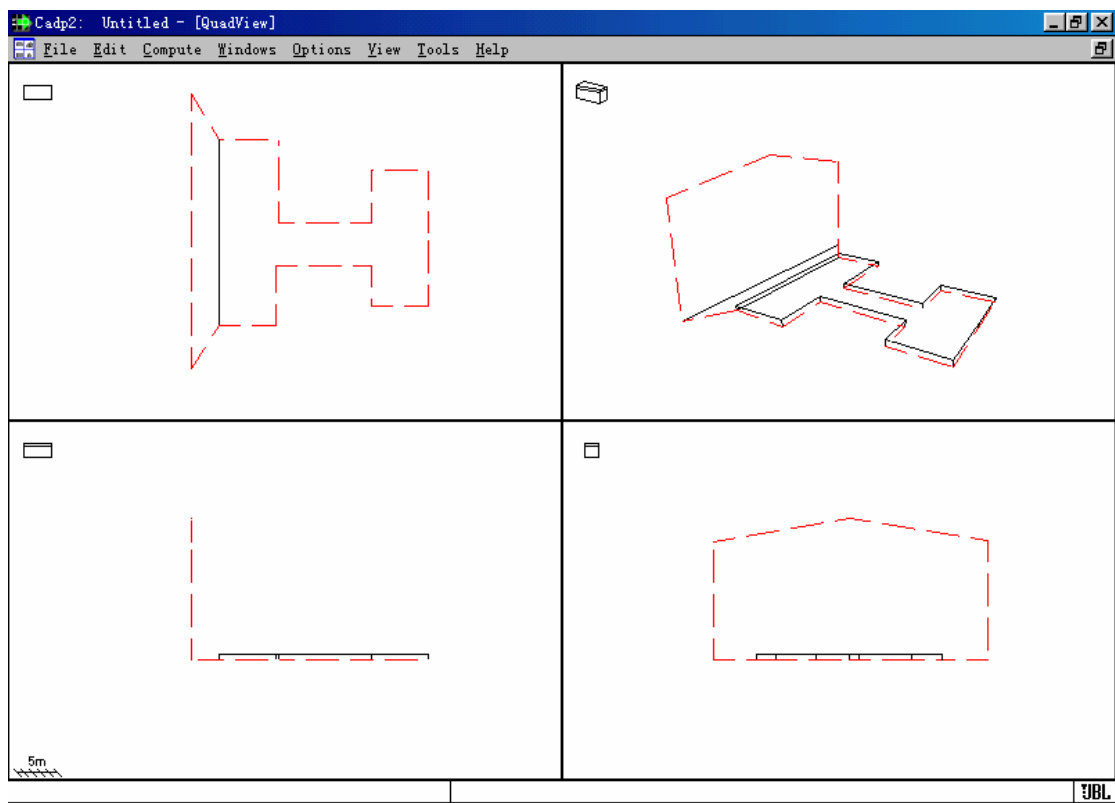 Cadp2: Untitled - [QuadView]
File Edit Compute Windows Options View Tools Help
5m
JBL